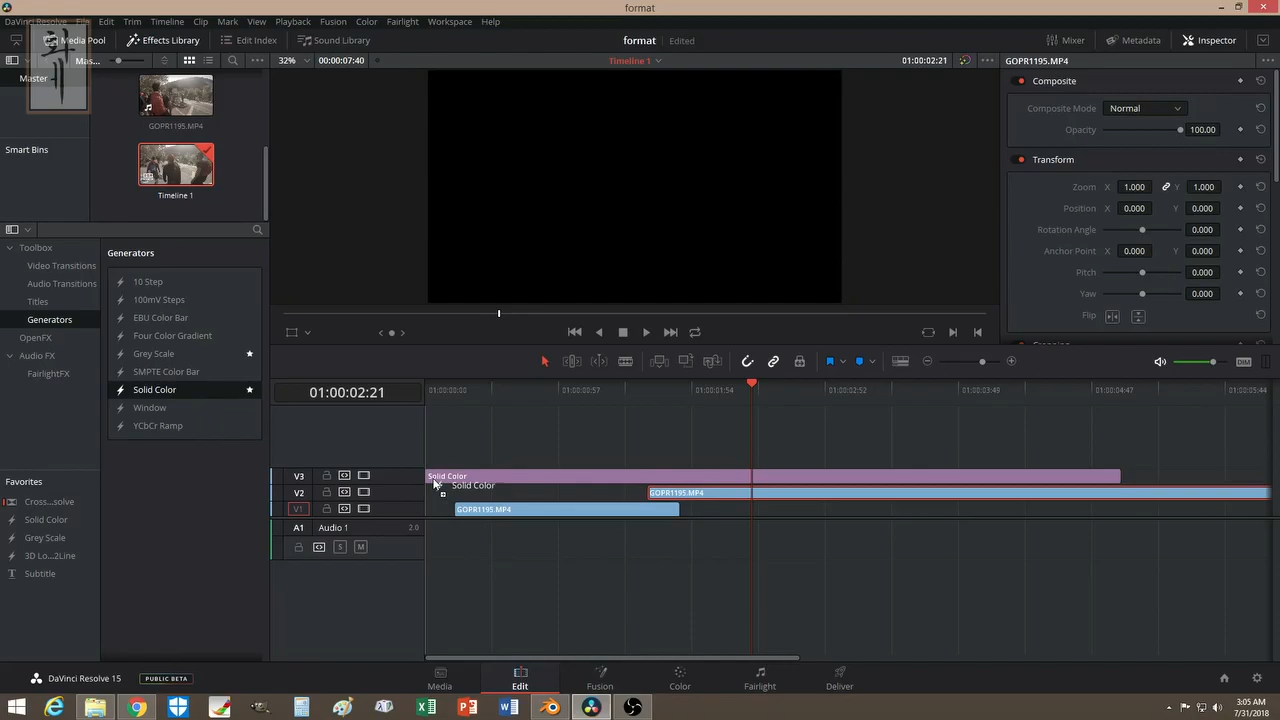 format
DaVinci Resolve File Edit Trim Timeline Clip Mark View Playback Fusion Color Fairlight Workspace Help
Media Pool Effects Library Edit Index Sound Library format Edited Mixer Metadata Inspector
Mas... 32% 00:00:07:40 Timeline 1 01:00:02:21 GOPR1195.MP4
Master
GOPR1195.MP4
Smart Bins
Timeline 1
Composite
Composite Mode Normal
Opacity 100.00
Transform
Zoom X 1.000 Y 1.000
Position X 0.000 Y 0.000
Rotation Angle 0.000
Anchor Point X 0.000 Y 0.000
Pitch 0.000
Yaw 0.000
Flip
Toolbox
Video Transitions
Audio Transitions
Titles
Generators
OpenFX
Audio FX
FairlightFX
Generators
10 Step
100mV Steps
EBU Color Bar
Four Color Gradient
Grey Scale
SMPTE Color Bar
Solid Color
Window
YCbCr Ramp
Favorites
Cross...solve
Solid Color
Grey Scale
3D Lo...2Line
Subtitle
DIM
01:00:02:21 01:00:00:00 01:00:00:57 01:00:01:54 01:00:02:52 01:00:03:49 01:00:04:47 01:00:05:44
V3 Solid Color
Solid Color
V2 GOPR1195.MP4
V1 GOPR1195.MP4
A1 Audio 1 2.0
S M
DaVinci Resolve 15 PUBLIC BETA Media Edit Fusion Color Fairlight Deliver
3:05 AM
7/31/2018